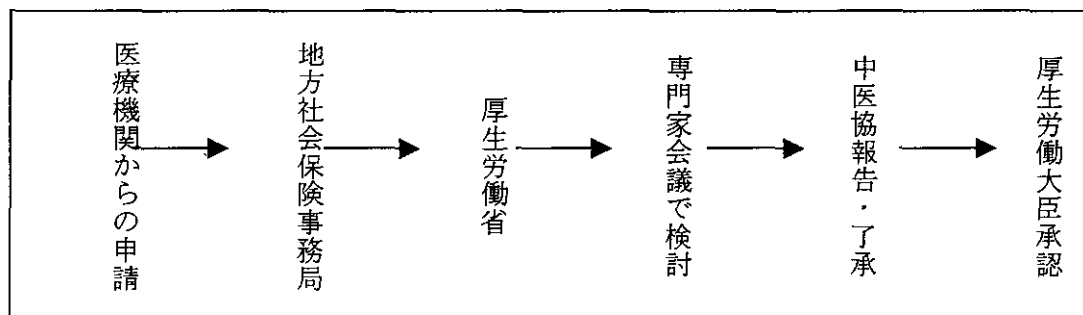 医療機関からの申請
地方社会保険事務局
厚生労働省
専門家会議で検討
中医協報告・了承
厚生労働大臣承認